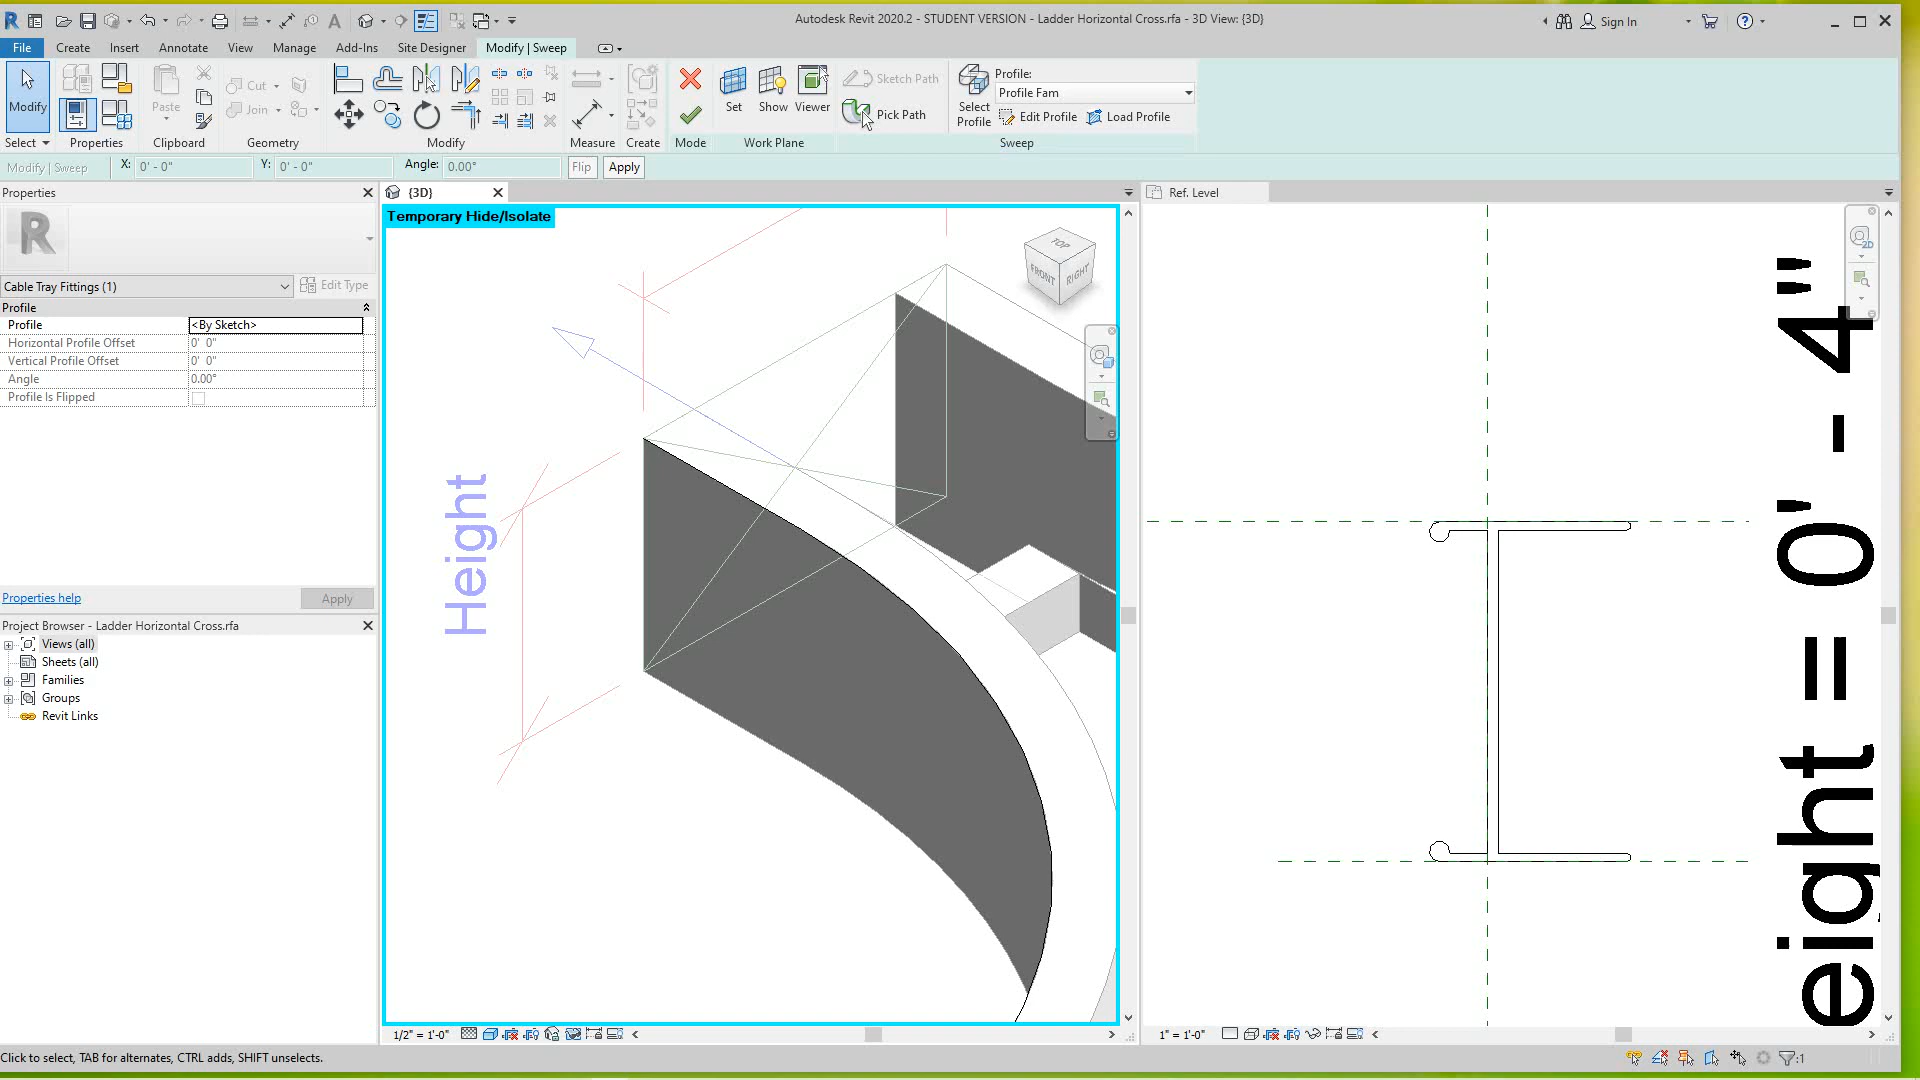 Autodesk Revit 2020.2 - STUDENT VERSION - Ladder Horizontal Cross.rfa - 3D View: {3D}
Sign In
File
Create
Insert
Annotate
View
Manage
Add-Ins
Site Designer
Modify | Sweep
Modify
Select
Properties
Paste
Clipboard
Cut
Join
Geometry
Modify
Measure
Create
Mode
Set
Show
Viewer
Work Plane
Sketch Path
Pick Path
Select
Profile
Profile:
Profile Fam
Edit Profile
Load Profile
Sweep
Modify | Sweep
X:
0' - 0"
Y:
0' - 0"
Angle:
0.00°
Flip
Apply
Properties
R
Cable Tray Fittings (1)
Edit Type
Profile
Profile
<By Sketch>
Horizontal Profile Offset
0' 0"
Vertical Profile Offset
0' 0"
Angle
0.00°
Profile Is Flipped
Properties help
Apply
Project Browser - Ladder Horizontal Cross.rfa
Views (all)
Sheets (all)
Families
Groups
Revit Links
{3D}
Temporary Hide/Isolate
TOP
FRONT
RIGHT
Height
1/2" = 1'-0"
Ref. Level
2D
eight = 0' - 4"
1" = 1'-0"
Click to select, TAB for alternates, CTRL adds, SHIFT unselects.
:1